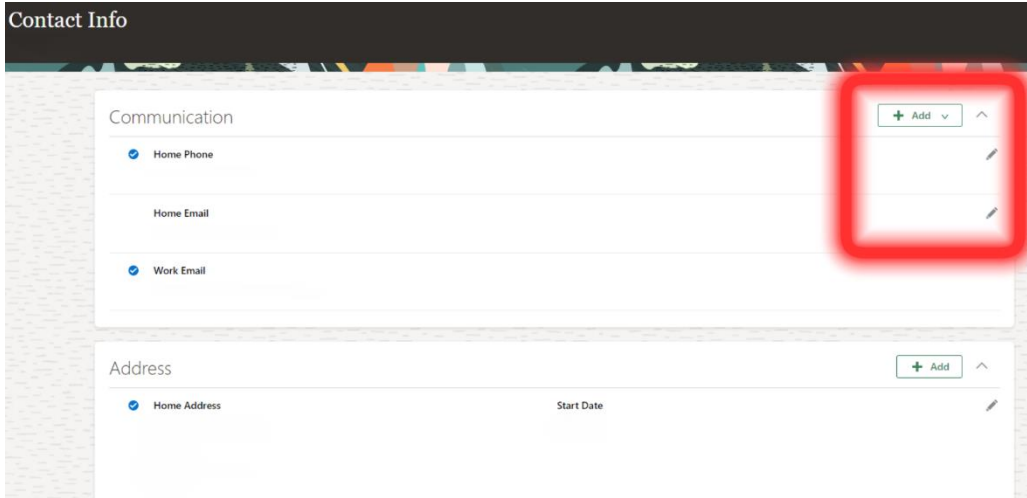 Contact Info
Communication
+ Add
Home Phone
Home Email
Work Email
Address
+ Add
Home Address Start Date